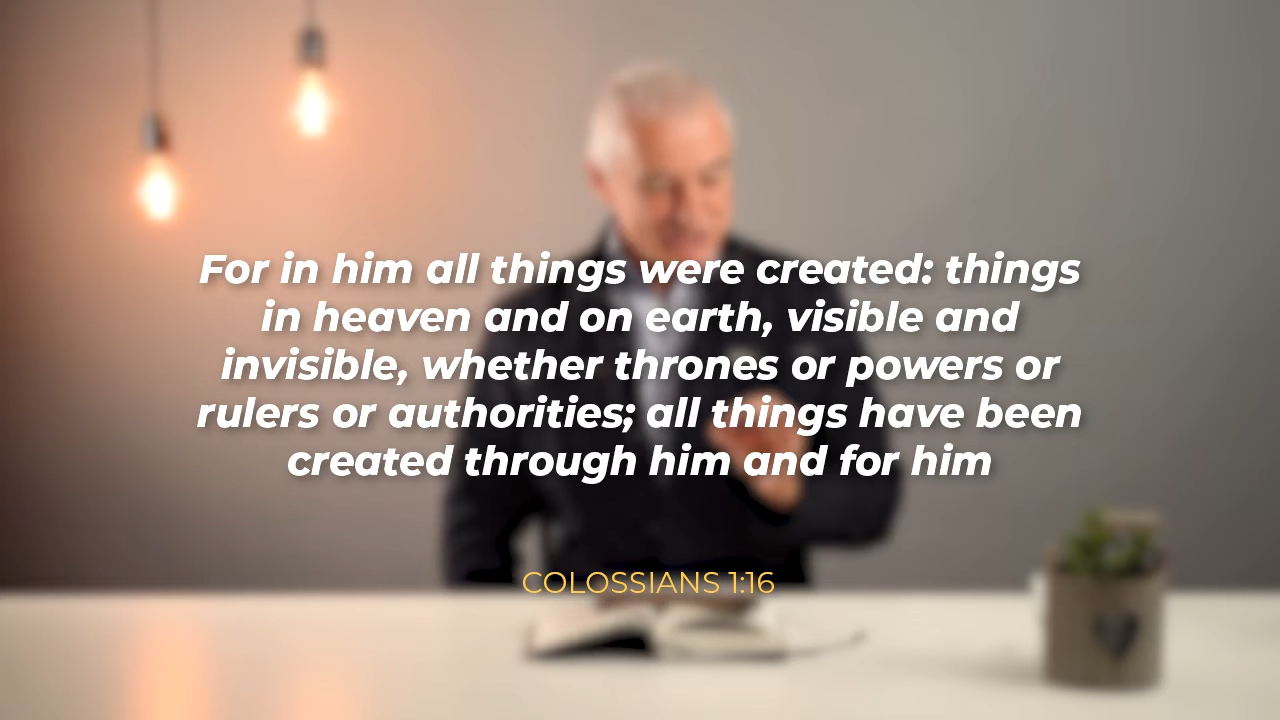 For in him all things were created: things
in heaven and on earth, visible and
invisible, whether thrones or powers or
rulers or authorities; all things have been
created through him and for him
COLOSSIANS 1:16